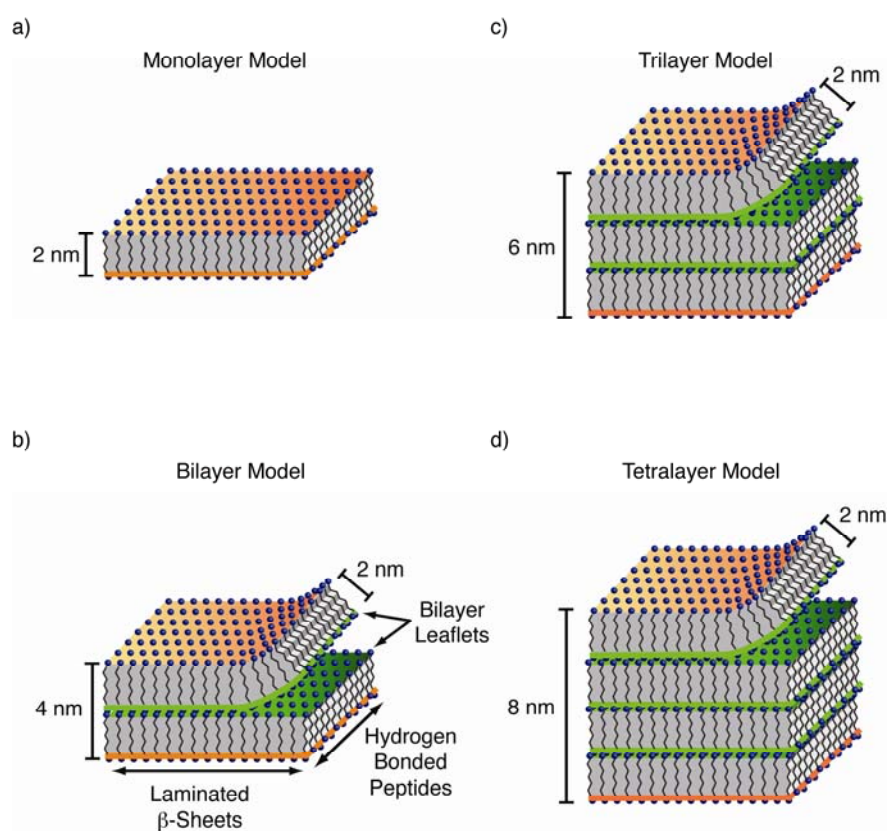 a)
Monolayer Model
2 nm
c)
Trilayer Model
2 nm
6 nm
b)
Bilayer Model
2 nm
Bilayer
Leaflets
4 nm
Hydrogen
Bonded
Peptides
Laminated
β-Sheets
d)
Tetralayer Model
2 nm
8 nm